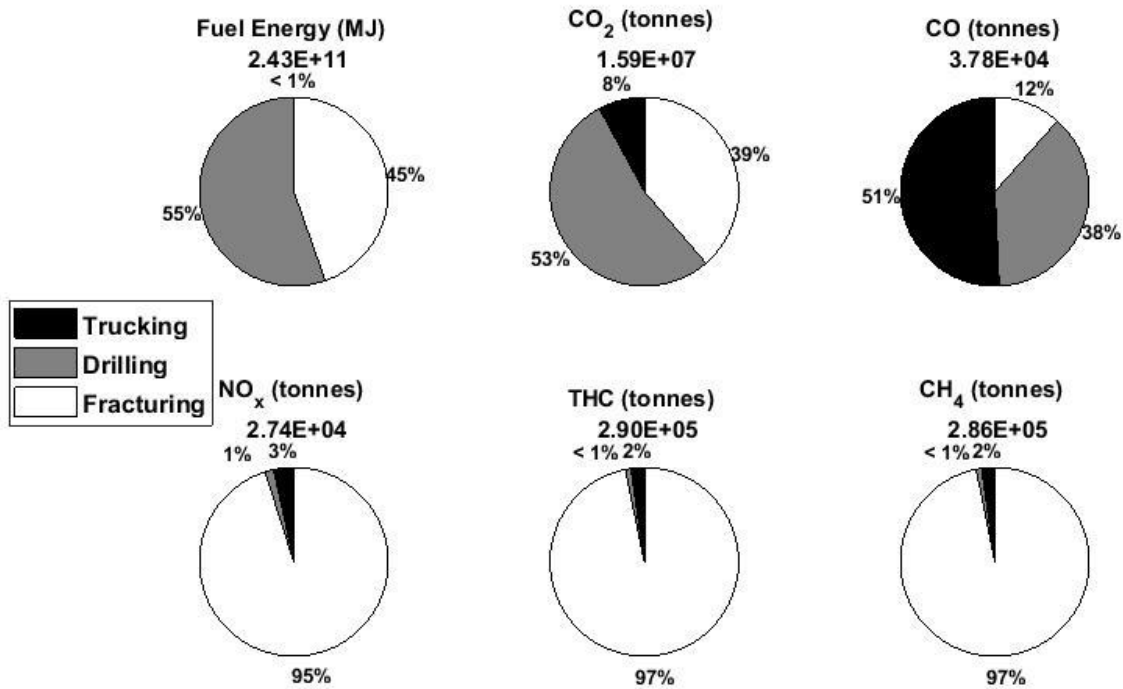 Fuel Energy (MJ)
2.43E+11
< 1%
45%
55%
CO2 (tonnes)
1.59E+07
8%
39%
53%
CO (tonnes)
3.78E+04
12%
51%
38%
Trucking
Drilling
Fracturing
NOx (tonnes)
2.74E+04
1% 3%
95%
THC (tonnes)
2.90E+05
< 1% 2%
97%
CH4 (tonnes)
2.86E+05
< 1% 2%
97%